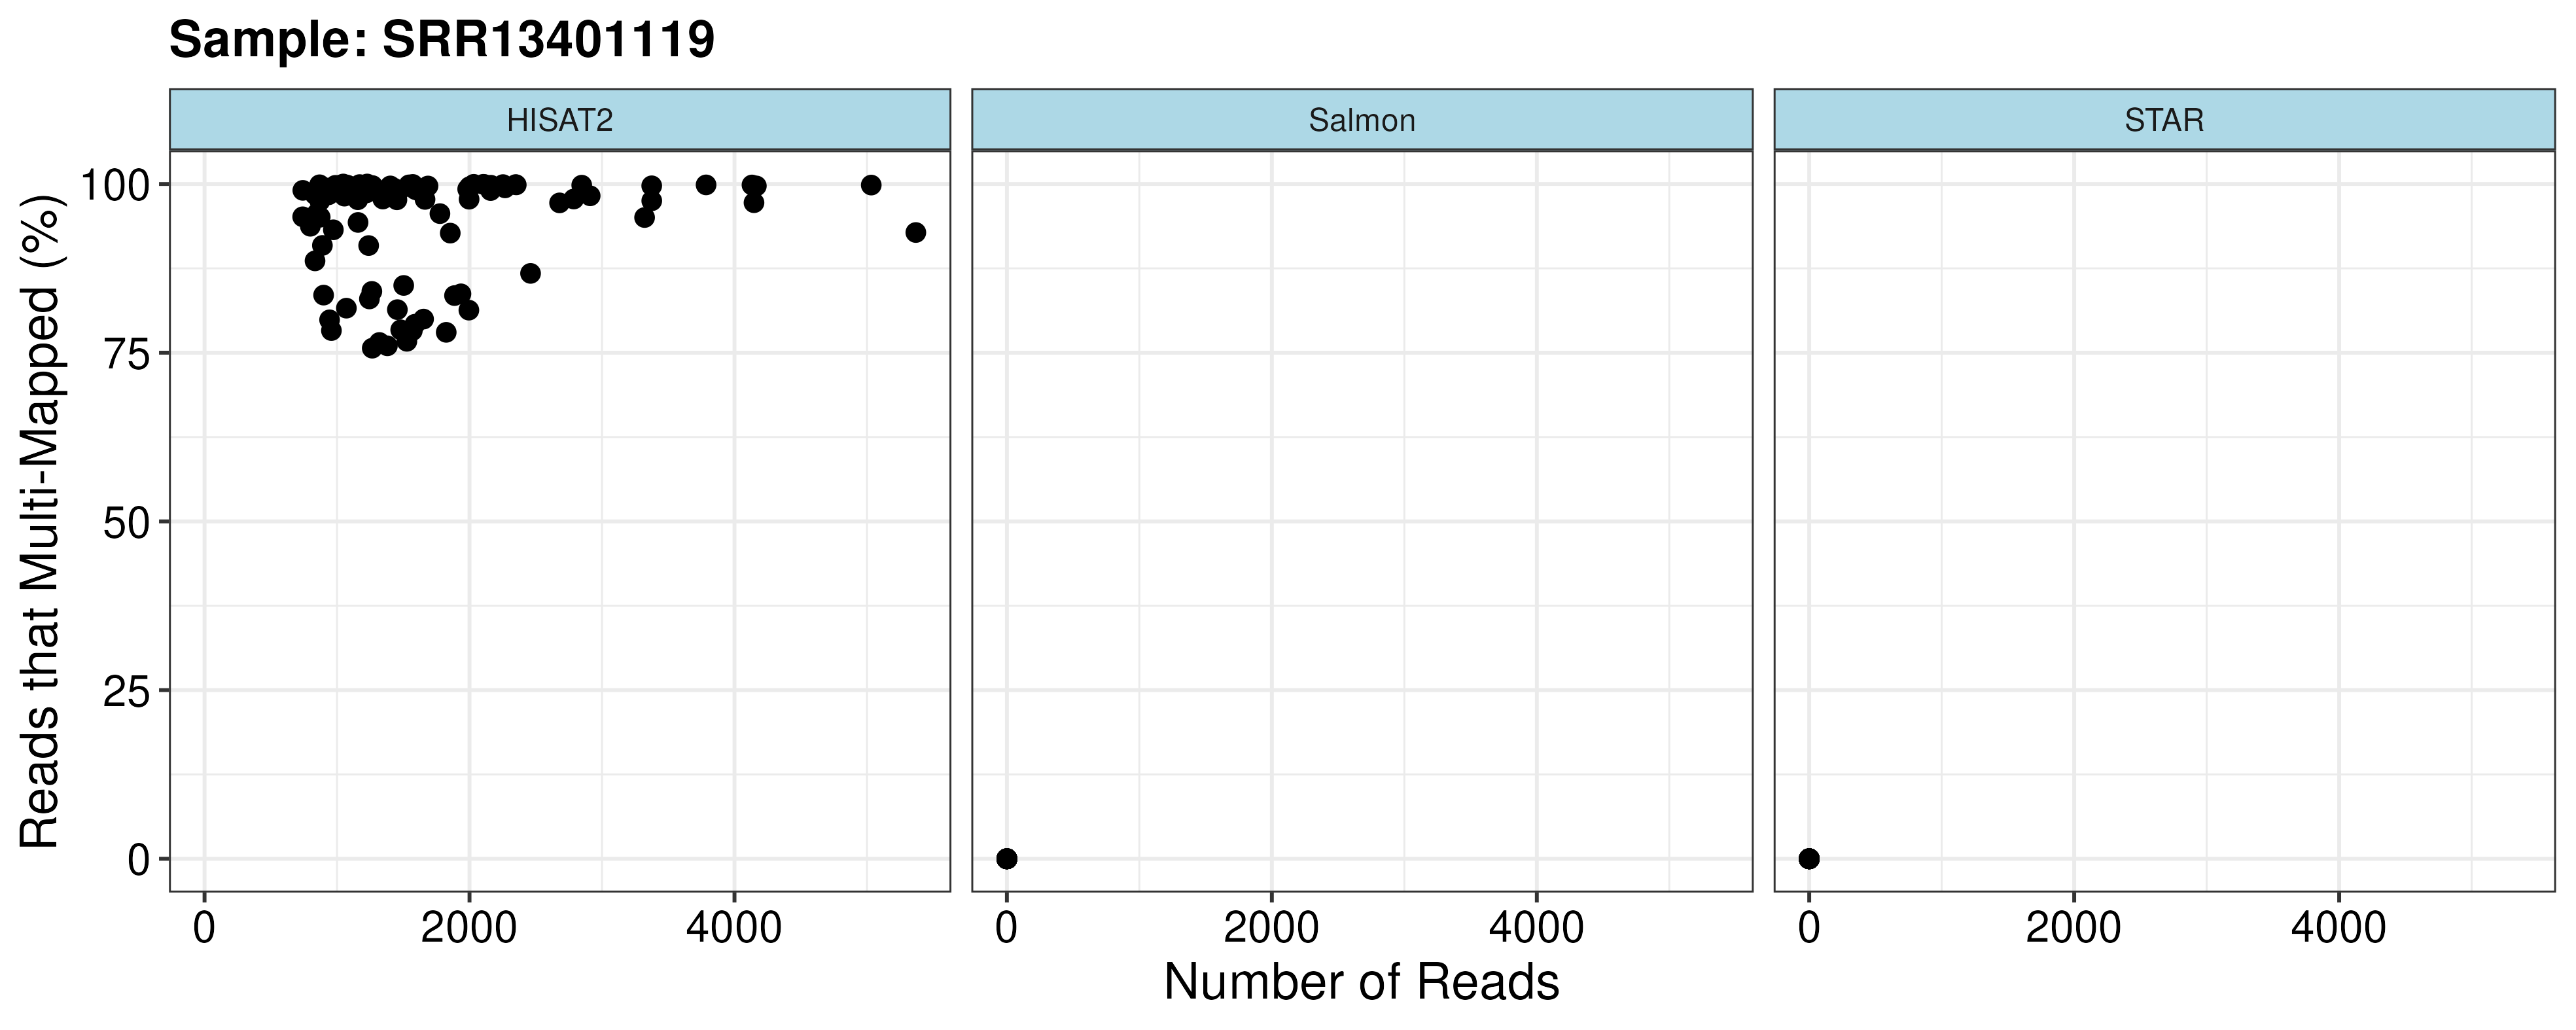 Sample: SRR13401119
HISAT2 Salmon STAR
Reads that Multi-Mapped (%)
100
75
50
25
0
0 2000 4000 0 2000 4000 0 2000 4000
Number of Reads